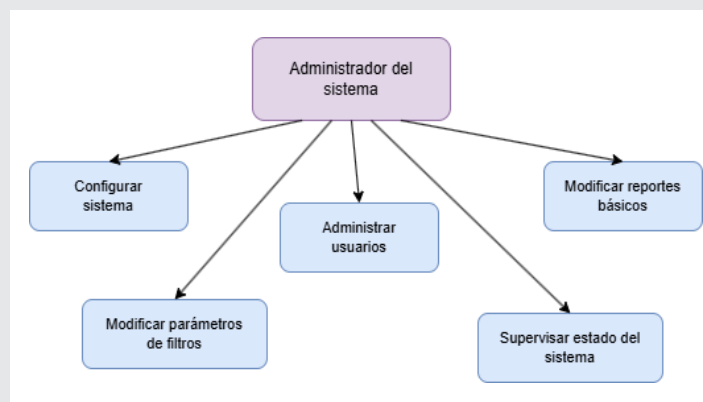 Administrador del
sistema
Configurar
sistema
Modificar reportes
básicos
Administrar
usuarios
Modificar parámetros
de filtros
Supervisar estado del
sistema